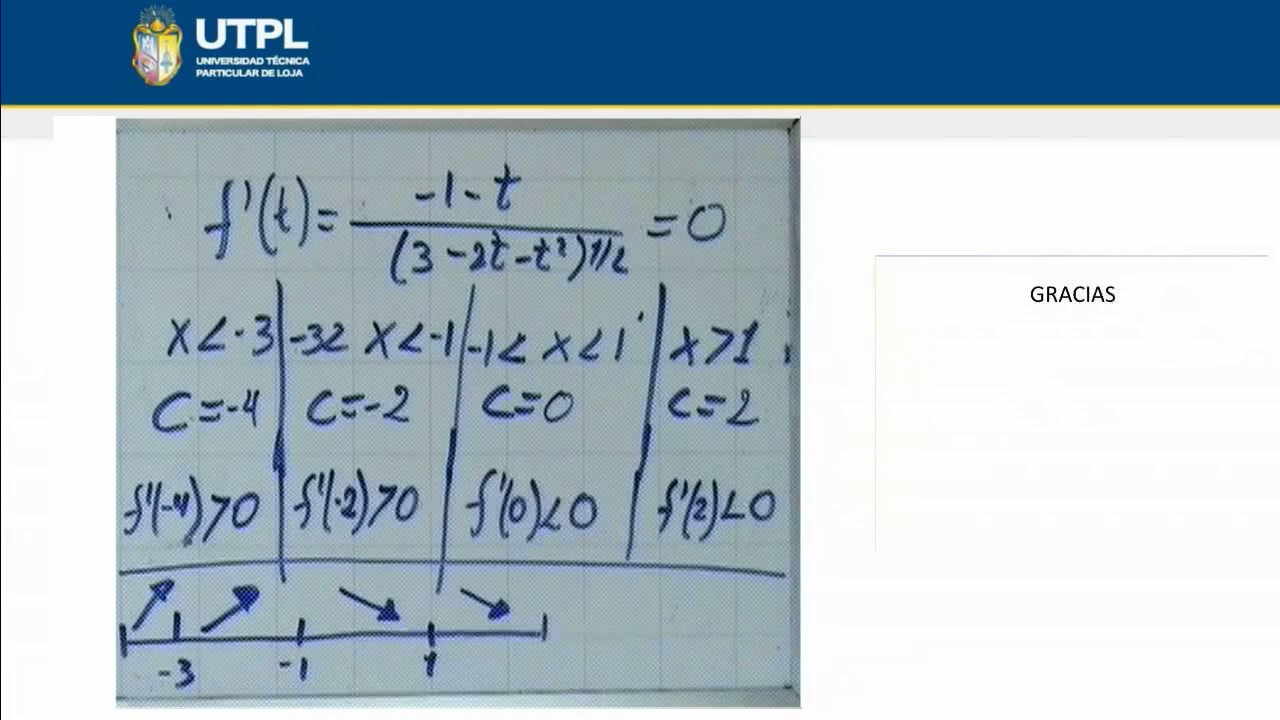 UTPL
UNIVERSIDAD TÉCNICA
PARTICULAR DE LOJA
f'(t) = -1 - t / (3 - 2t - t²)^1/2 = 0
x < -3 | -3 < x < -1 | -1 < x < 1 | x > 1
C = -4 | C = -2 | C = 0 | C = 2
f'(-4) > 0 | f'(-2) > 0 | f'(0) < 0 | f'(2) < 0
-3 -1 1
GRACIAS